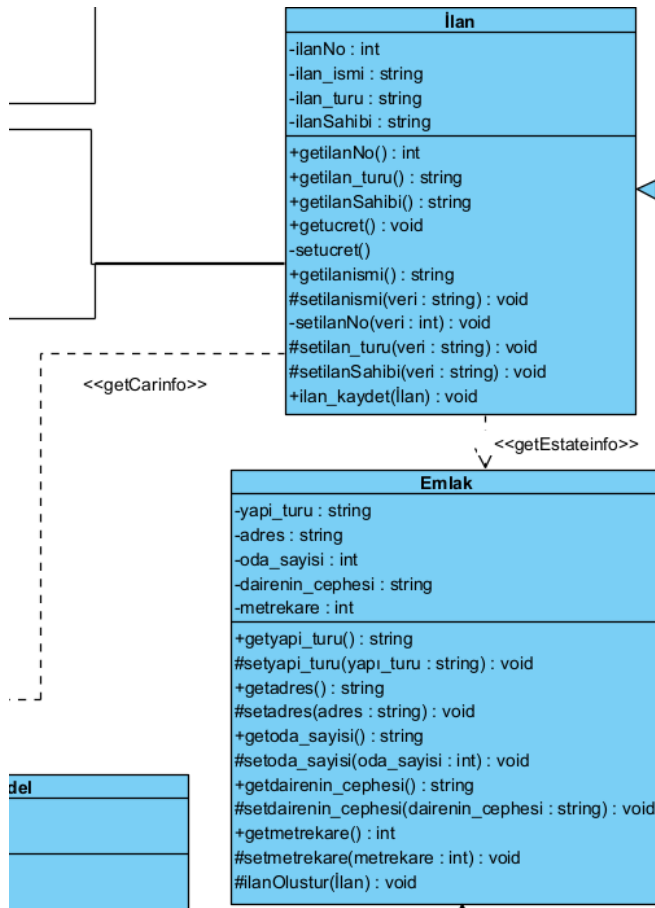 İlan
-ilanNo : int
-ilan_ismi : string
-ilan_turu : string
-ilanSahibi : string
+getilanNo() : int
+getilan_turu() : string
+getilanSahibi() : string
+getucret() : void
-setucret()
+getilanismi() : string
#setilanismi(veri : string) : void
-setilanNo(veri : int) : void
#setilan_turu(veri : string) : void
#setilanSahibi(veri : string) : void
+ilan_kaydet(İlan) : void
<<getCarinfo>>
<<getEstateinfo>>
Emlak
-yapi_turu : string
-adres : string
-oda_sayisi : int
-dairenin_cephesi : string
-metrekare : int
+getyapi_turu() : string
#setyapi_turu(yapı_turu : string) : void
+getadres() : string
#setadres(adres : string) : void
+getoda_sayisi() : string
#setoda_sayisi(oda_sayisi : int) : void
+getdairenin_cephesi() : string
#setdairenin_cephesi(dairenin_cephesi : string) : void
+getmetrekare() : int
#setmetrekare(metrekare : int) : void
#ilanOlustur(İlan) : void
del